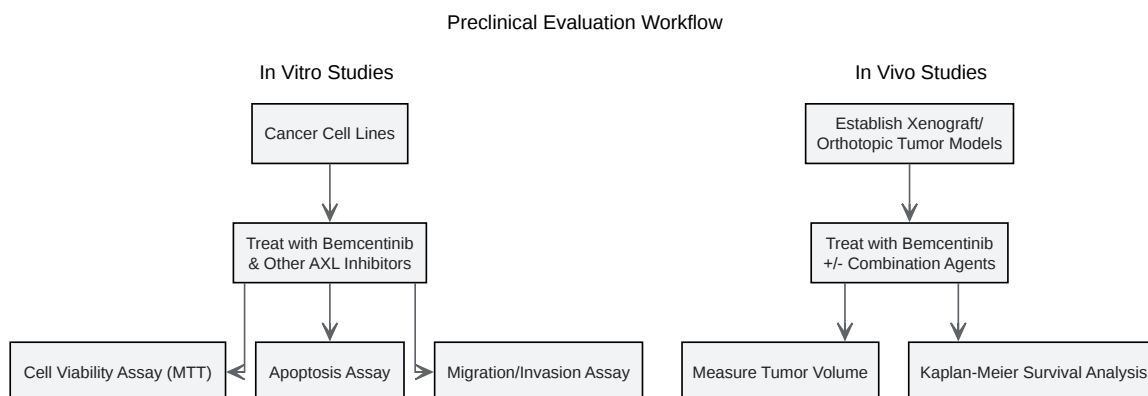 Preclinical Evaluation Workflow
In Vitro Studies
Cancer Cell Lines
Treat with Bemcentinib
& Other AXL Inhibitors
Cell Viability Assay (MTT)
Apoptosis Assay
Migration/Invasion Assay
In Vivo Studies
Establish Xenograft/
Orthotopic Tumor Models
Treat with Bemcentinib
+/- Combination Agents
Measure Tumor Volume
Kaplan-Meier Survival Analysis